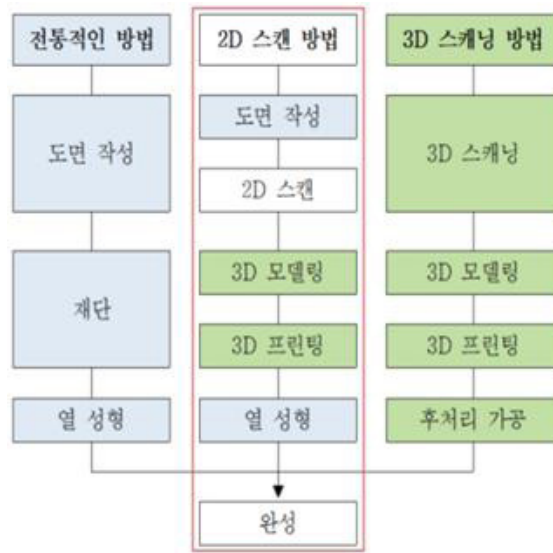 전통적인 방법
도면 작성
재단
열 성형
2D 스캔 방법
도면 작성
2D 스캔
3D 모델링
3D 프린팅
열 성형
3D 스캐닝 방법
3D 스캐닝
3D 모델링
3D 프린팅
후처리 가공
완성